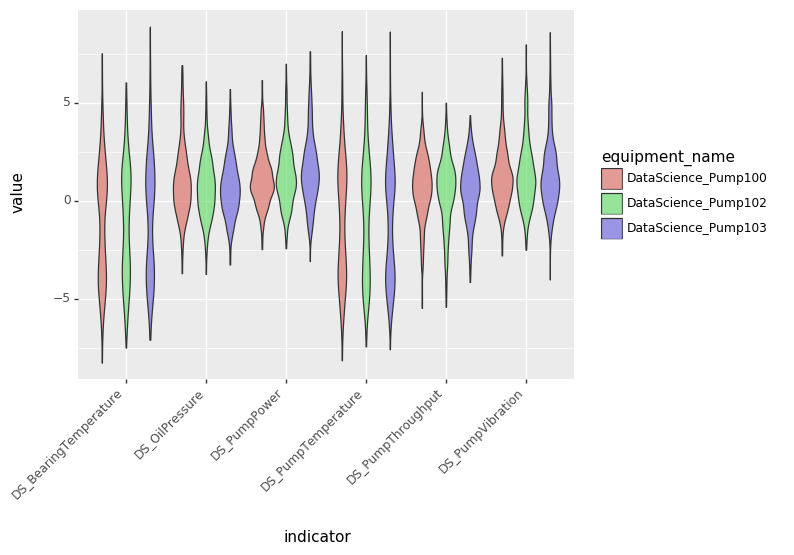 value
5
0
−5
DS_BearingTemperature
DS_OilPressure
DS_PumpPower
DS_PumpTemperature
DS_PumpThroughput
DS_PumpVibration
indicator
equipment_name
DataScience_Pump100
DataScience_Pump102
DataScience_Pump103